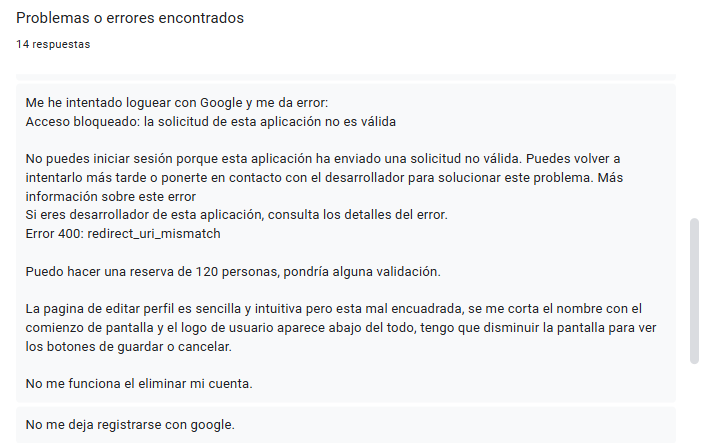 Problemas o errores encontrados
14 respuestas
Me he intentado loguear con Google y me da error:
Acceso bloqueado: la solicitud de esta aplicación no es válida
No puedes iniciar sesión porque esta aplicación ha enviado una solicitud no válida. Puedes volver a
intentarlo más tarde o ponerte en contacto con el desarrollador para solucionar este problema. Más
información sobre este error
Si eres desarrollador de esta aplicación, consulta los detalles del error.
Error 400: redirect_uri_mismatch
Puedo hacer una reserva de 120 personas, pondría alguna validación.
La pagina de editar perfil es sencilla y intuitiva pero esta mal encuadrada, se me corta el nombre con el
comienzo de pantalla y el logo de usuario aparece abajo del todo, tengo que disminuir la pantalla para ver
los botones de guardar o cancelar.
No me funciona el eliminar mi cuenta.
No me deja registrarse con google.